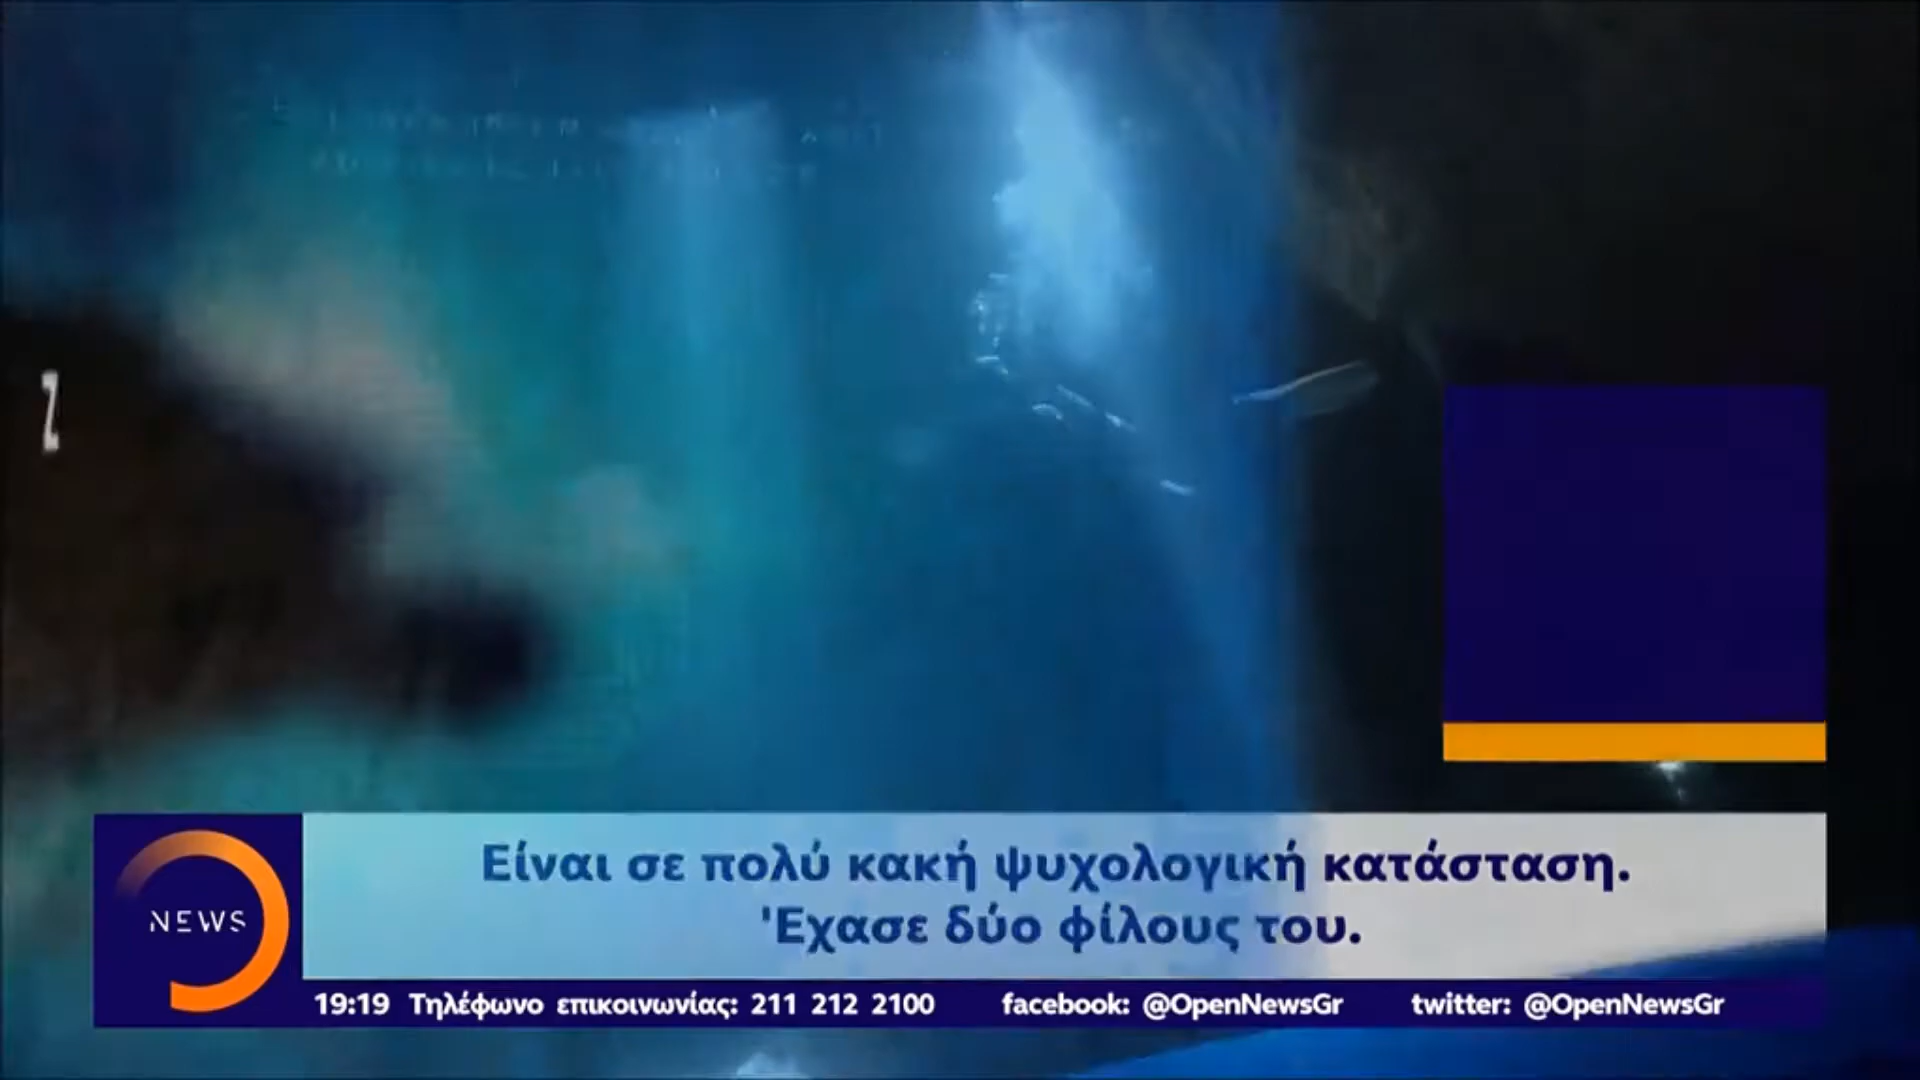 Z
Είναι σε πολύ κακή ψυχολογική κατάσταση.
'Εχασε δύο φίλους του.
NEWS
19:19 Τηλέφωνο επικοινωνίας: 211 212 2100 facebook: @OpenNewsGr twitter: @OpenNewsGr